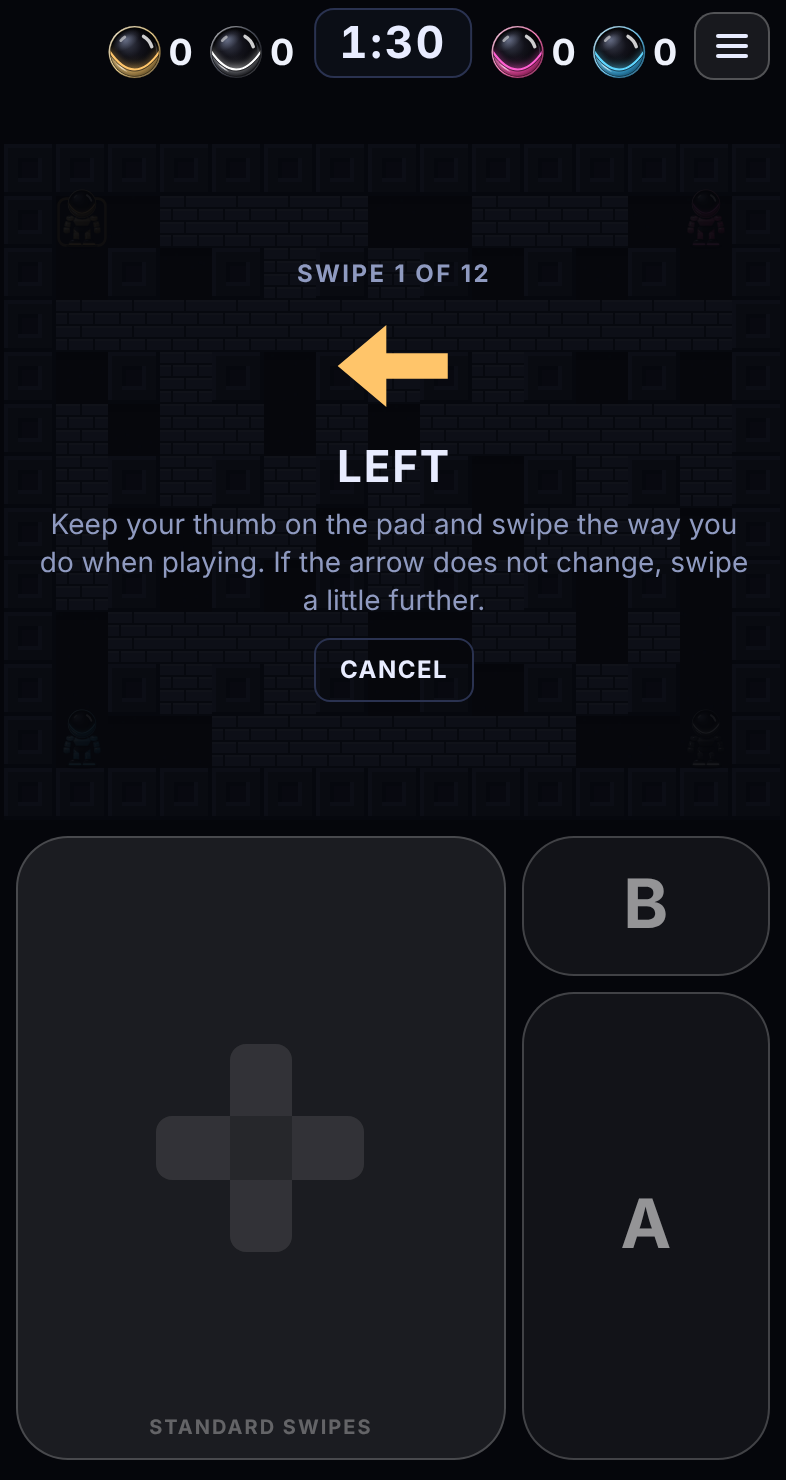 0 0 1:30 0 0
SWIPE 1 OF 12
LEFT
Keep your thumb on the pad and swipe the way you
do when playing. If the arrow does not change, swipe
a little further.
CANCEL
B
A
STANDARD SWIPES